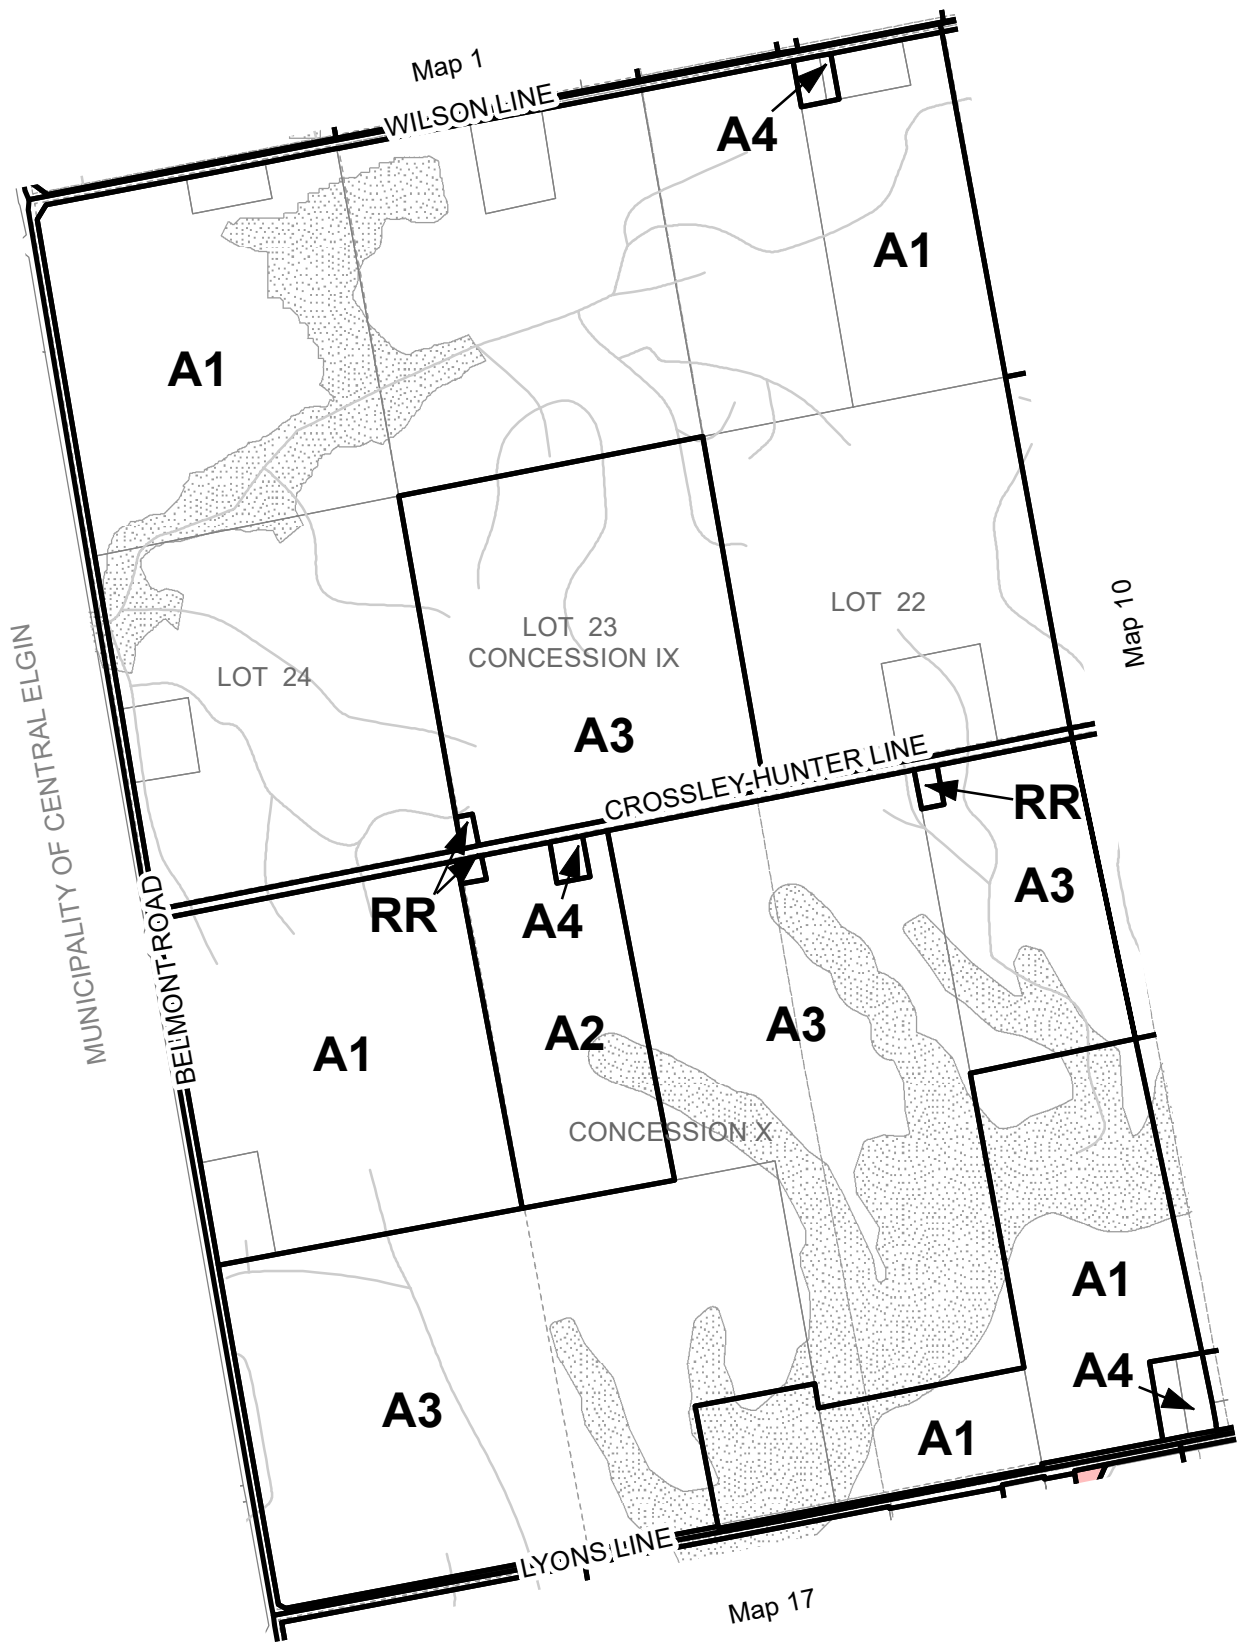 Map 1
WILSON LINE
A4
A1
A1
LOT 22
Map 10
LOT 23
CONCESSION IX
MUNICIPALITY OF CENTRAL ELGIN
LOT 24
A3
CROSSLEY-HUNTER LINE
RR
A3
RR
A4
BELMONT ROAD
A1
A2
A3
CONCESSION X
A1
A4
A3
A1
LYONS LINE
Map 17